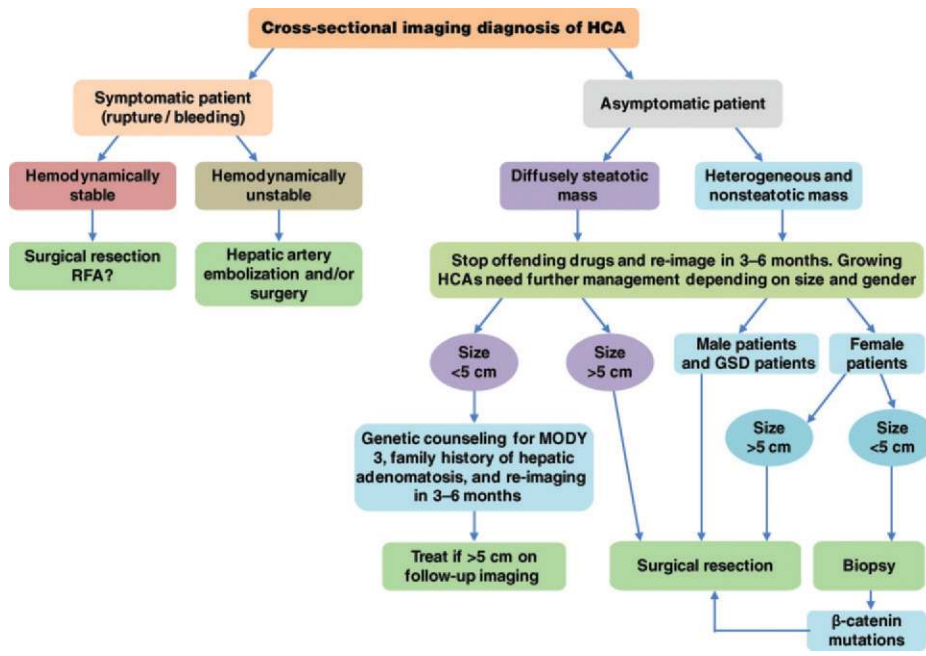 Cross-sectional imaging diagnosis of HCA
Symptomatic patient
(rupture / bleeding)
Asymptomatic patient
Hemodynamically
stable
Hemodynamically
unstable
Diffusely steatotic
mass
Heterogeneous and
nonsteatotic mass
Surgical resection
RFA?
Hepatic artery
embolization and/or
surgery
Stop offending drugs and re-image in 3–6 months. Growing
HCAs need further management depending on size and gender
Size
<5 cm
Size
>5 cm
Male patients
and GSD patients
Female
patients
Size
>5 cm
Size
<5 cm
Genetic counseling for MODY
3, family history of hepatic
adenomatosis, and re-imaging
in 3–6 months
Treat if >5 cm on
follow-up imaging
Surgical resection
Biopsy
β-catenin
mutations